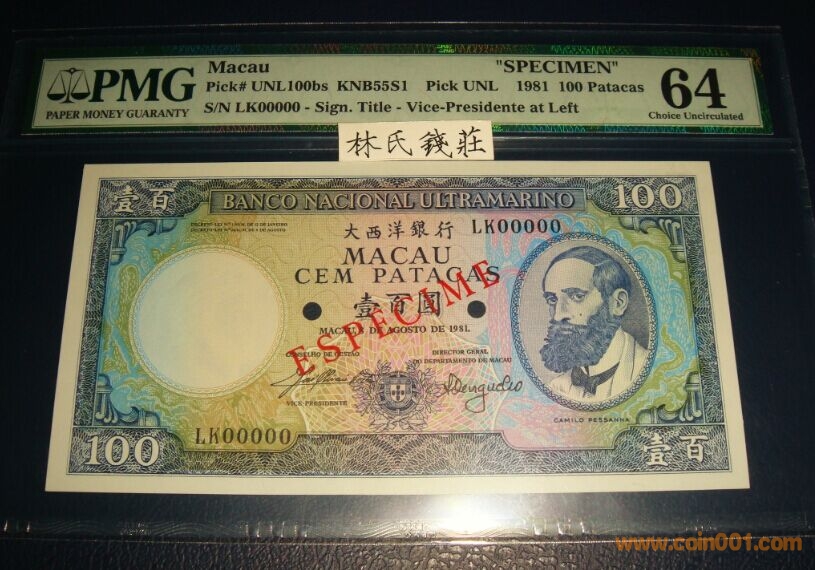 PMG
PAPER MONEY GUARANTY
Macau "SPECIMEN"
Pick# UNL100bs KNB55S1 Pick UNL 1981 100 Patacas
S/N LK00000 - Sign. Title - Vice-Presidente at Left
64
Choice Uncirculated
林氏錢莊
壹百
BANCO NACIONAL ULTRAMARINO
100
大西洋銀行
LK00000
MACAU
CEM PATACAS
壹百圓
ESPECIME
MACAU, 8 DE AGOSTO DE 1981.
CONSELHO DE GESTÃO
DIRECTOR GERAL
DO DEPARTAMENTO DE MACAU
VICE-PRESIDENTE
CAMILO PESSANHA
LK00000
100
壹百
www.coin001.com